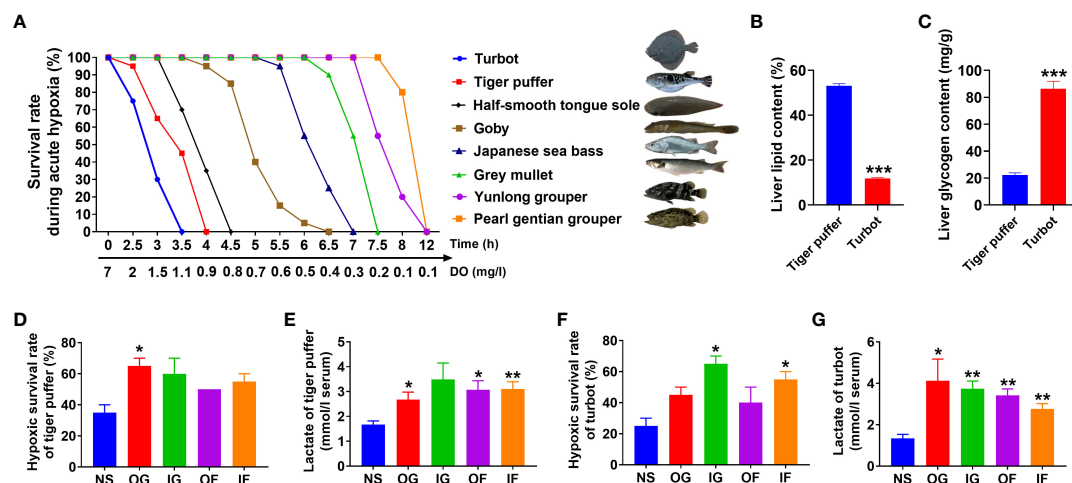 A
Survival rate
during acute hypoxia (%)
100
90
80
70
60
50
40
30
20
10
0
0 2.5 3 3.5 4 4.5 5 5.5 6 6.5 7 7.5 8 12 Time (h)
7 2 1.5 1.1 0.9 0.8 0.7 0.6 0.5 0.4 0.3 0.2 0.1 0.1 DO (mg/l)
Turbot
Tiger puffer
Half-smooth tongue sole
Goby
Japanese sea bass
Grey mullet
Yunlong grouper
Pearl gentian grouper
B
Liver lipid content (%)
60
40
20
0
***
Tiger puffer
Turbot
C
Liver glycogen content (mg/g)
100
80
60
40
20
0
***
Tiger puffer
Turbot
D
Hypoxic survival rate
of tiger puffer (%)
80
60
40
20
0
*
NS OG IG OF IF
E
Lactate of tiger puffer
(mmol/l serum)
5
4
3
2
1
0
* * **
NS OG IG OF IF
F
Hypoxic survival rate
of turbot (%)
80
60
40
20
0
* *
NS OG IG OF IF
G
Lactate of turbot
(mmol/l serum)
6
4
2
0
* ** ** **
NS OG IG OF IF